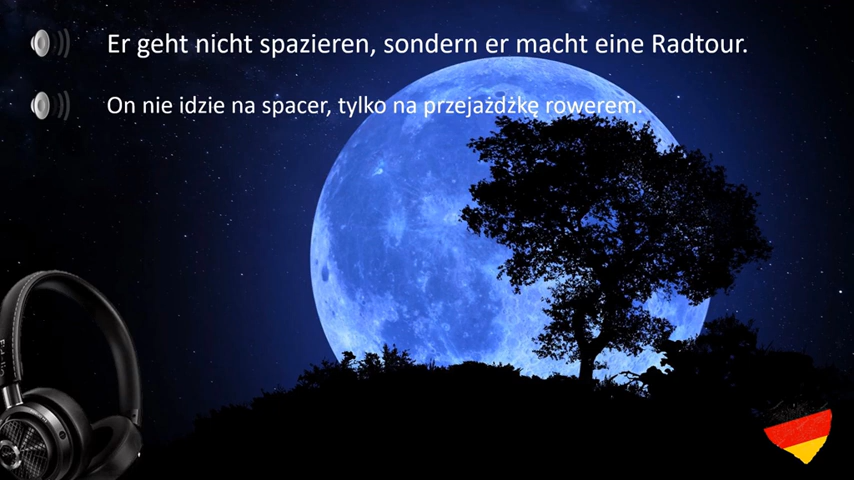 Er geht nicht spazieren, sondern er macht eine Radtour.
On nie idzie na spacer, tylko na przejażdżkę rowerem.